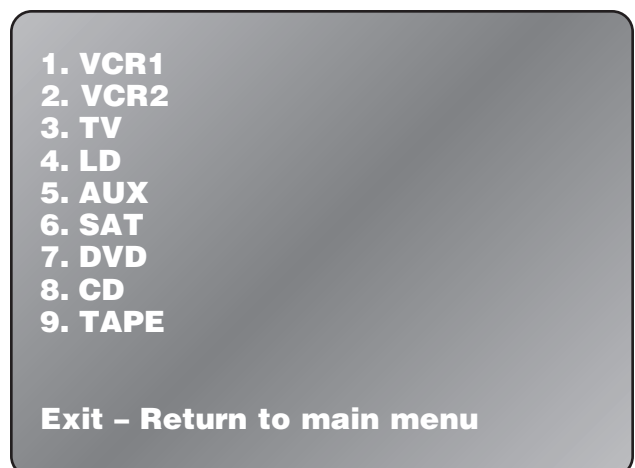 1. VCR1
2. VCR2
3. TV
4. LD
5. AUX
6. SAT
7. DVD
8. CD
9. TAPE
Exit – Return to main menu